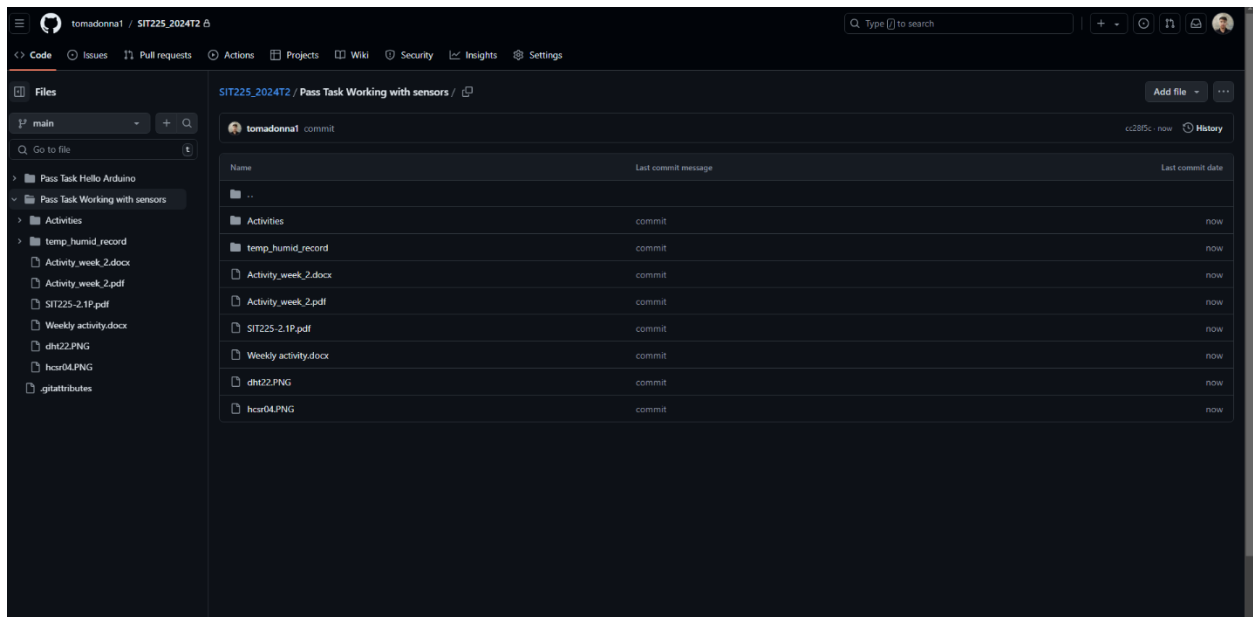 tomadonna1 / SIT225_2024T2
Type / to search
Code Issues Pull requests Actions Projects Wiki Security Insights Settings
Files
main
Go to file t
Pass Task Hello Arduino
Pass Task Working with sensors
Activities
temp_humid_record
Activity_week_2.docx
Activity_week_2.pdf
SIT225-2.1P.pdf
Weekly activity.docx
dht22.PNG
hcsr04.PNG
.gitattributes
SIT225_2024T2 / Pass Task Working with sensors /
Add file
tomadonna1 commit
cc28f5c · now History
Name Last commit message Last commit date
..
Activities commit now
temp_humid_record commit now
Activity_week_2.docx commit now
Activity_week_2.pdf commit now
SIT225-2.1P.pdf commit now
Weekly activity.docx commit now
dht22.PNG commit now
hcsr04.PNG commit now